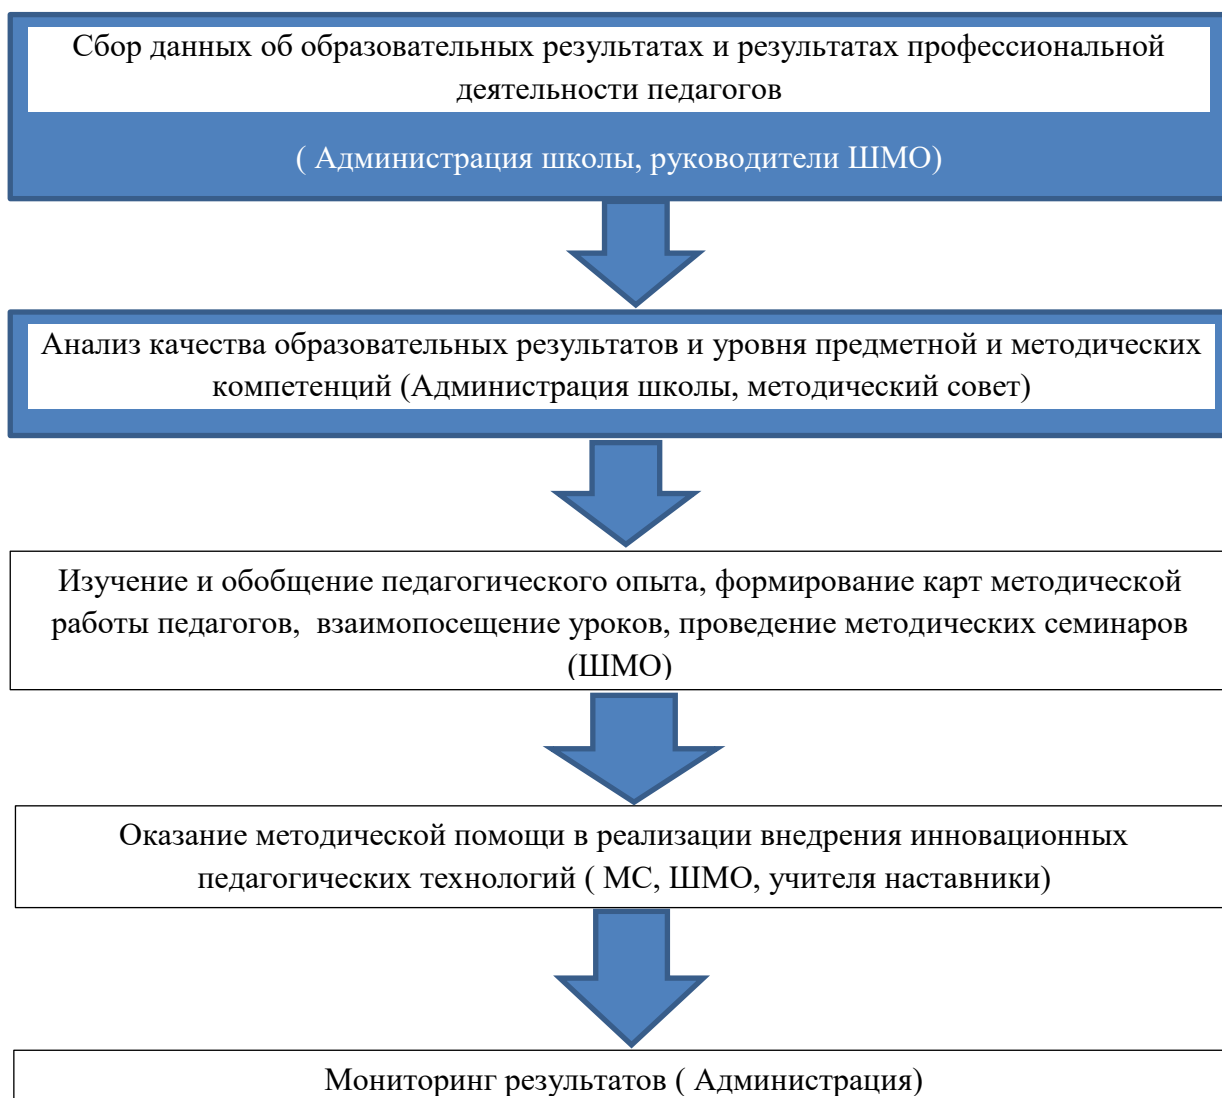 Сбор данных об образовательных результатах и результатах профессиональной
деятельности педагогов
( Администрация школы, руководители ШМО)
Анализ качества образовательных результатов и уровня предметной и методических
компетенций (Администрация школы, методический совет)
Изучение и обобщение педагогического опыта, формирование карт методической
работы педагогов,  взаимопосещение уроков, проведение методических семинаров
(ШМО)
Оказание методической помощи в реализации внедрения инновационных
педагогических технологий ( МС, ШМО, учителя наставники)
Мониторинг результатов ( Администрация)